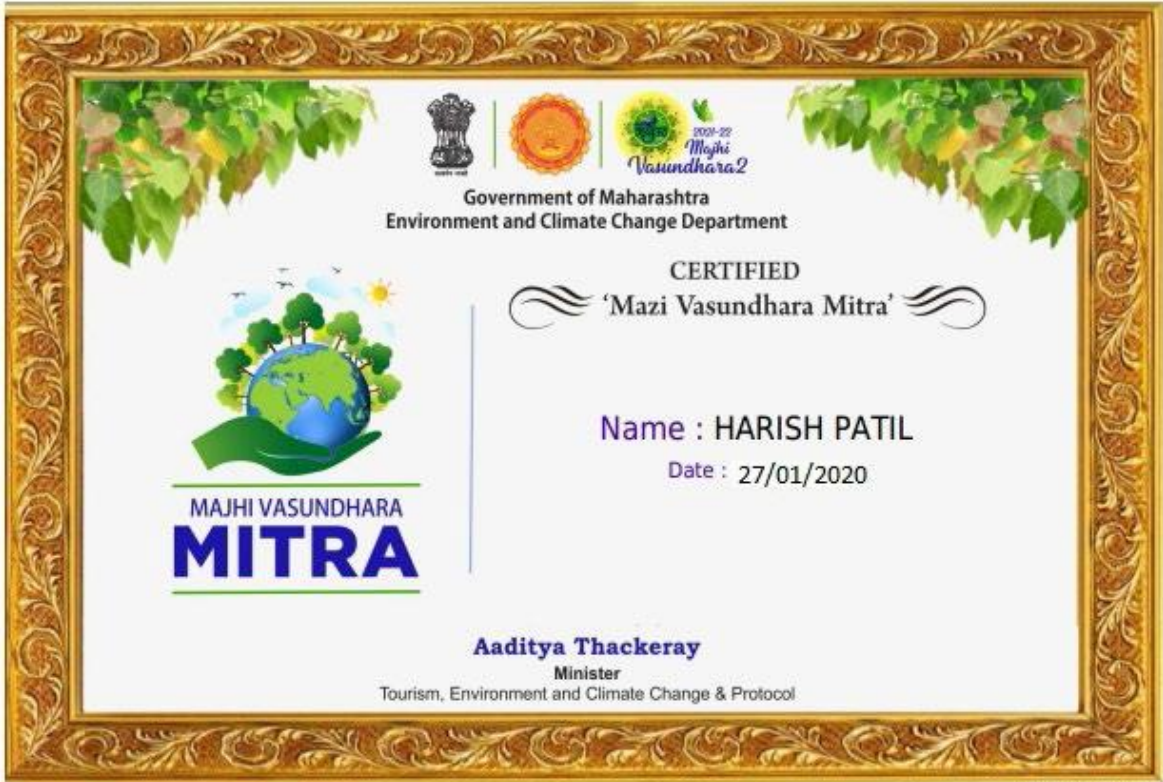 2021-22
Majhi
Vasundhara2
Government of Maharashtra
Environment and Climate Change Department
CERTIFIED
‘Mazi Vasundhara Mitra’
Name : HARISH PATIL
Date : 27/01/2020
MAJHI VASUNDHARA
MITRA
Aaditya Thackeray
Minister
Tourism, Environment and Climate Change & Protocol